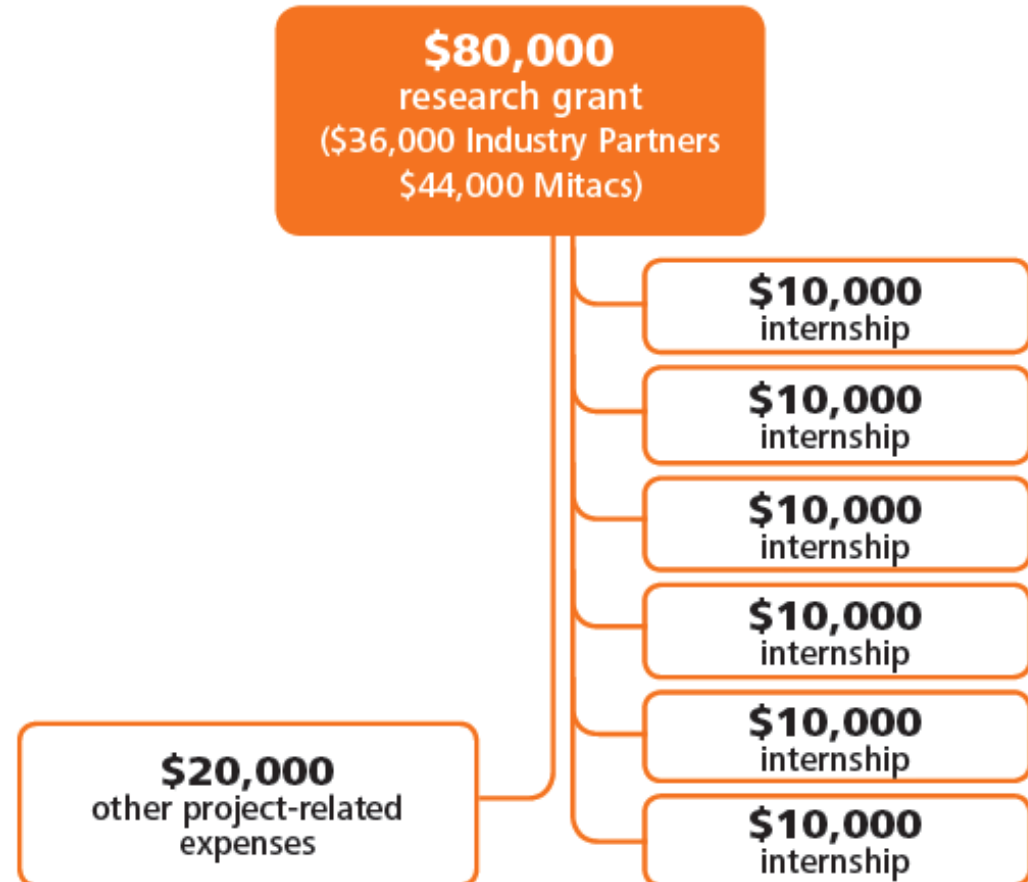 $80,000
research grant
($36,000 Industry Partners
$44,000 Mitacs)
$10,000
internship
$10,000
internship
$10,000
internship
$10,000
internship
$10,000
internship
$10,000
internship
$20,000
other project-related
expenses